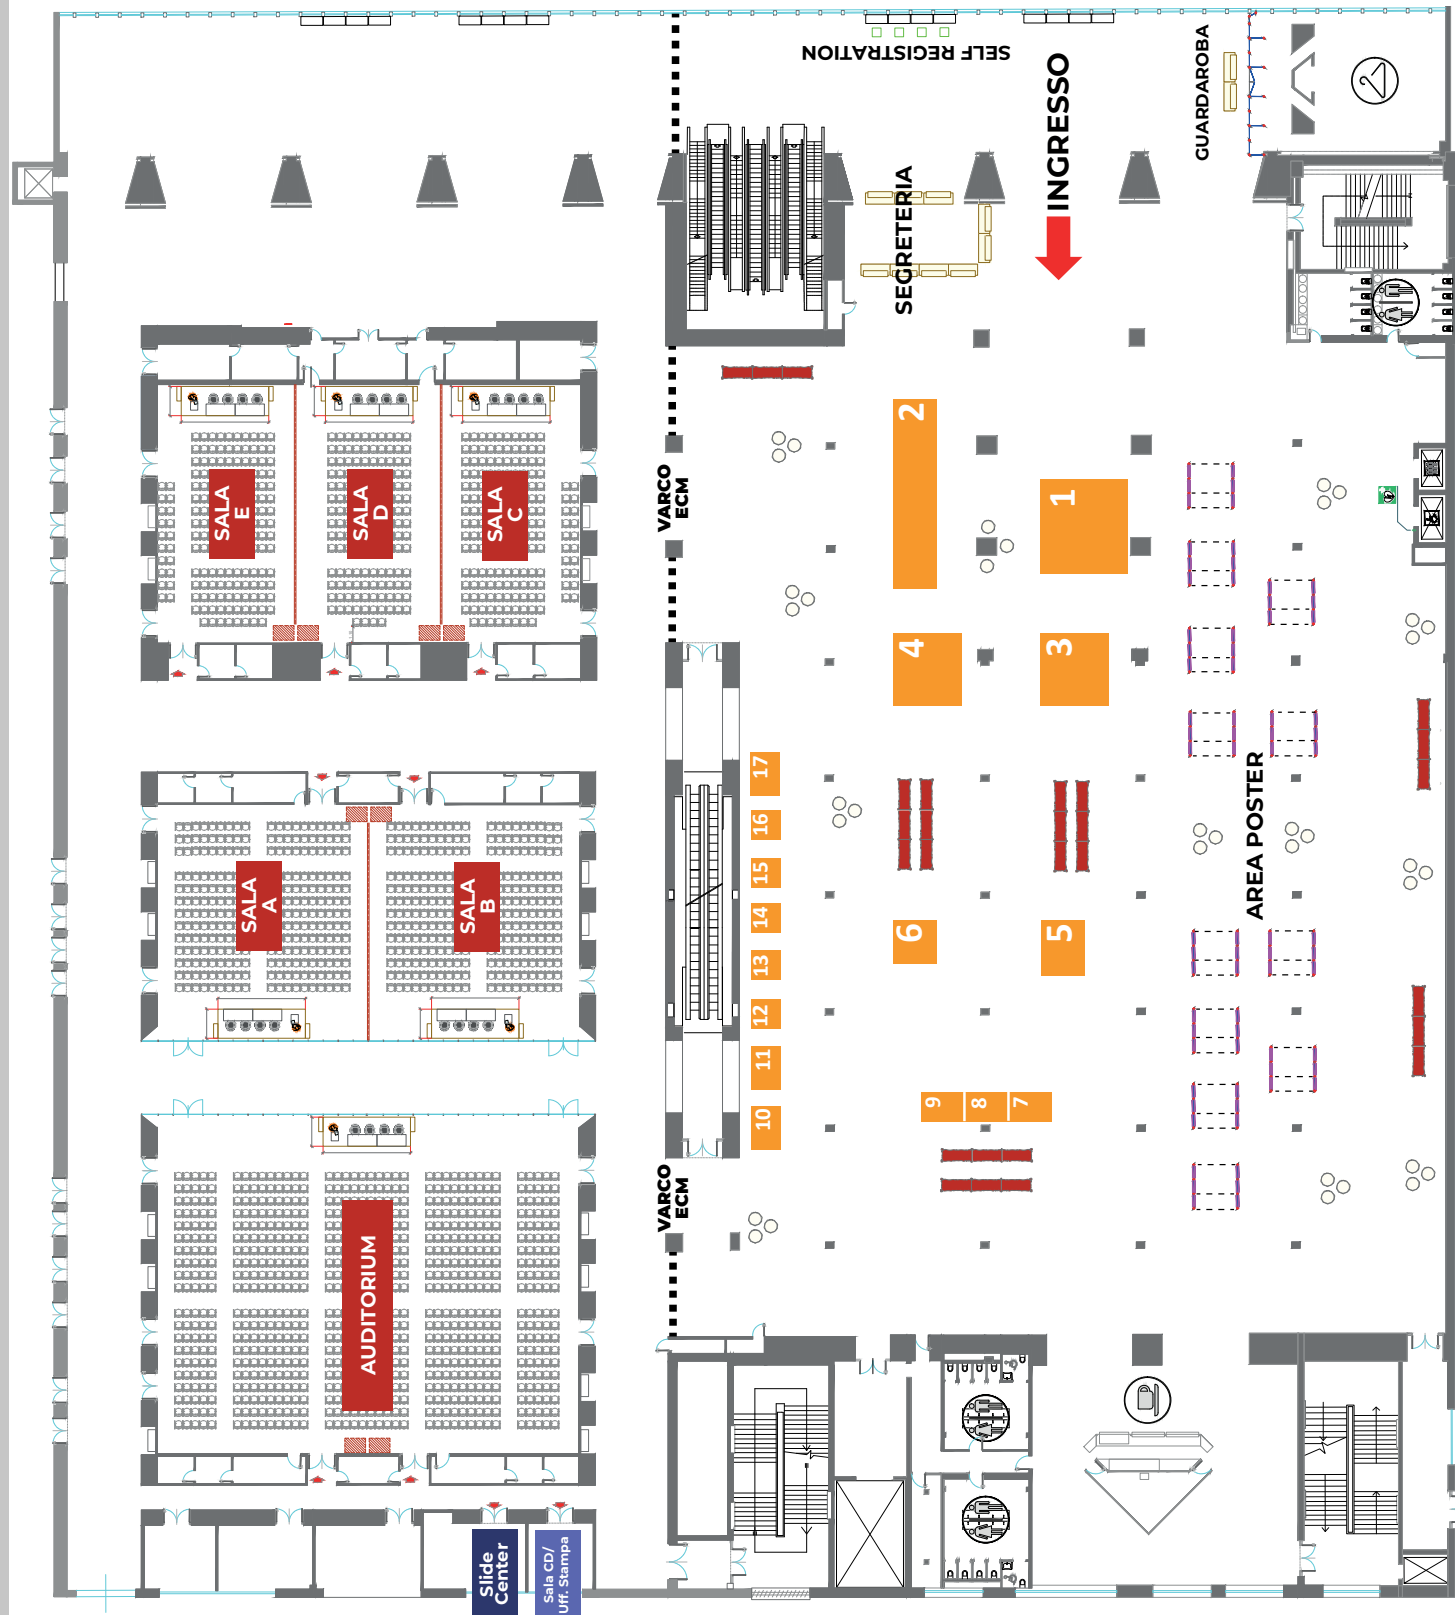 SELF REGISTRATION
INGRESSO
GUARDAROBA
SEGRETERIA
VARCO
ECM
SALA
E
SALA
D
SALA
C
2
1
4
3
17
16
15
14
13
12
11
10
6
5
9
8
7
AREA POSTER
SALA
A
SALA
B
VARCO
ECM
AUDITORIUM
Slide
Center
Sala CD/
Uff. Stampa